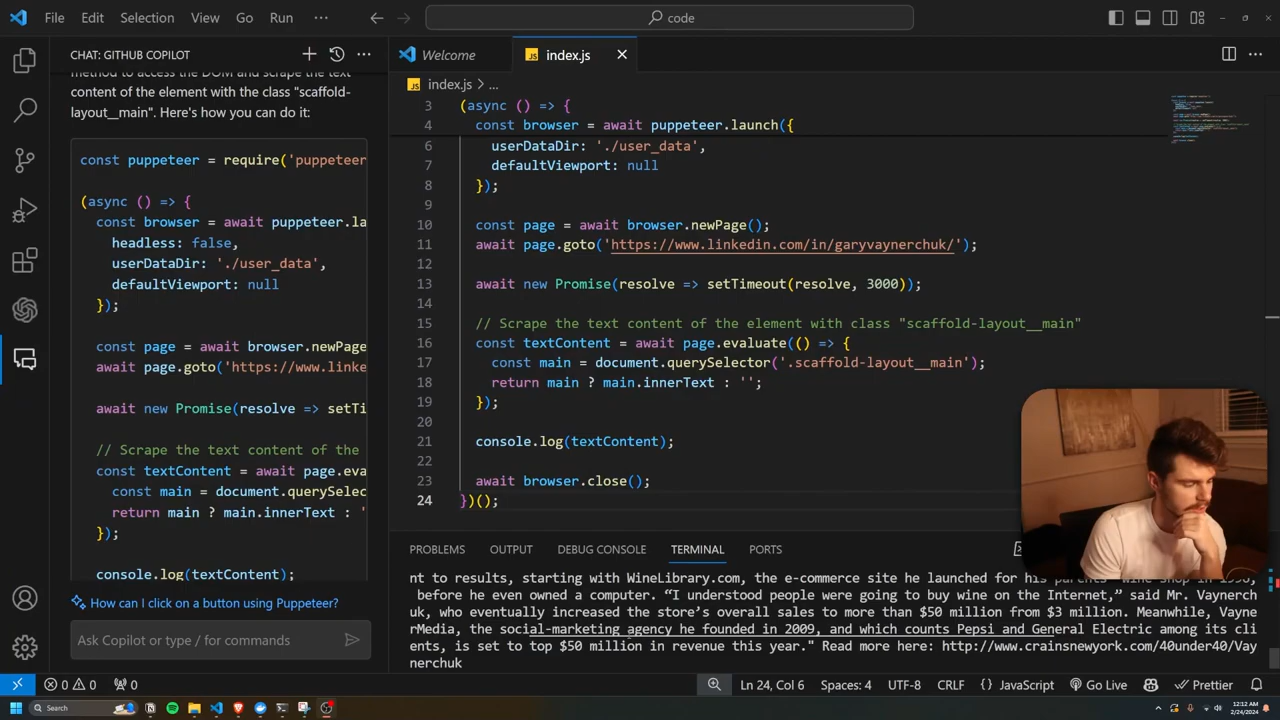 File Edit Selection View Go Run ···
code
CHAT: GITHUB COPILOT
method to access the DOM and scrape the text
content of the element with the class "scaffold-
layout__main". Here's how you can do it:
const puppeteer = require('puppeteer
(async () => {
const browser = await puppeteer.la
headless: false,
userDataDir: './user_data',
defaultViewport: null
});
const page = await browser.newPage
await page.goto('https://www.linke
await new Promise(resolve => setTi
// Scrape the text content of the
const textContent = await page.eva
const main = document.querySelec
return main ? main.innerText : '
});
console.log(textContent);
How can I click on a button using Puppeteer?
Ask Copilot or type / for commands
Welcome
JS index.js
JS index.js > ...
3 (async () => {
4 const browser = await puppeteer.launch({
6 userDataDir: './user_data',
7 defaultViewport: null
8 });
9
10 const page = await browser.newPage();
11 await page.goto('https://www.linkedin.com/in/garyvaynerchuk/');
12
13 await new Promise(resolve => setTimeout(resolve, 3000));
14
15 // Scrape the text content of the element with class "scaffold-layout__main"
16 const textContent = await page.evaluate(() => {
17 const main = document.querySelector('.scaffold-layout__main');
18 return main ? main.innerText : '';
19 });
20
21 console.log(textContent);
22
23 await browser.close();
24 })();
PROBLEMS OUTPUT DEBUG CONSOLE TERMINAL PORTS
nt to results, starting with WineLibrary.com, the e-commerce site he launched for his parents' wine shop in 1996,
before he even owned a computer. “I understood people were going to buy wine on the Internet,” said Mr. Vaynerch
uk, who eventually increased the store’s overall sales to more than $50 million from $3 million. Meanwhile, Vayne
rMedia, the social-marketing agency he founded in 2009, and which counts Pepsi and General Electric among its cli
ents, is set to top $50 million in revenue this year." Read more here: http://www.crainsnewyork.com/40under40/Vay
nerchuk
0 0 0 Ln 24, Col 6 Spaces: 4 UTF-8 CRLF {} JavaScript Go Live Prettier
Search
12:12 AM
2/24/2024